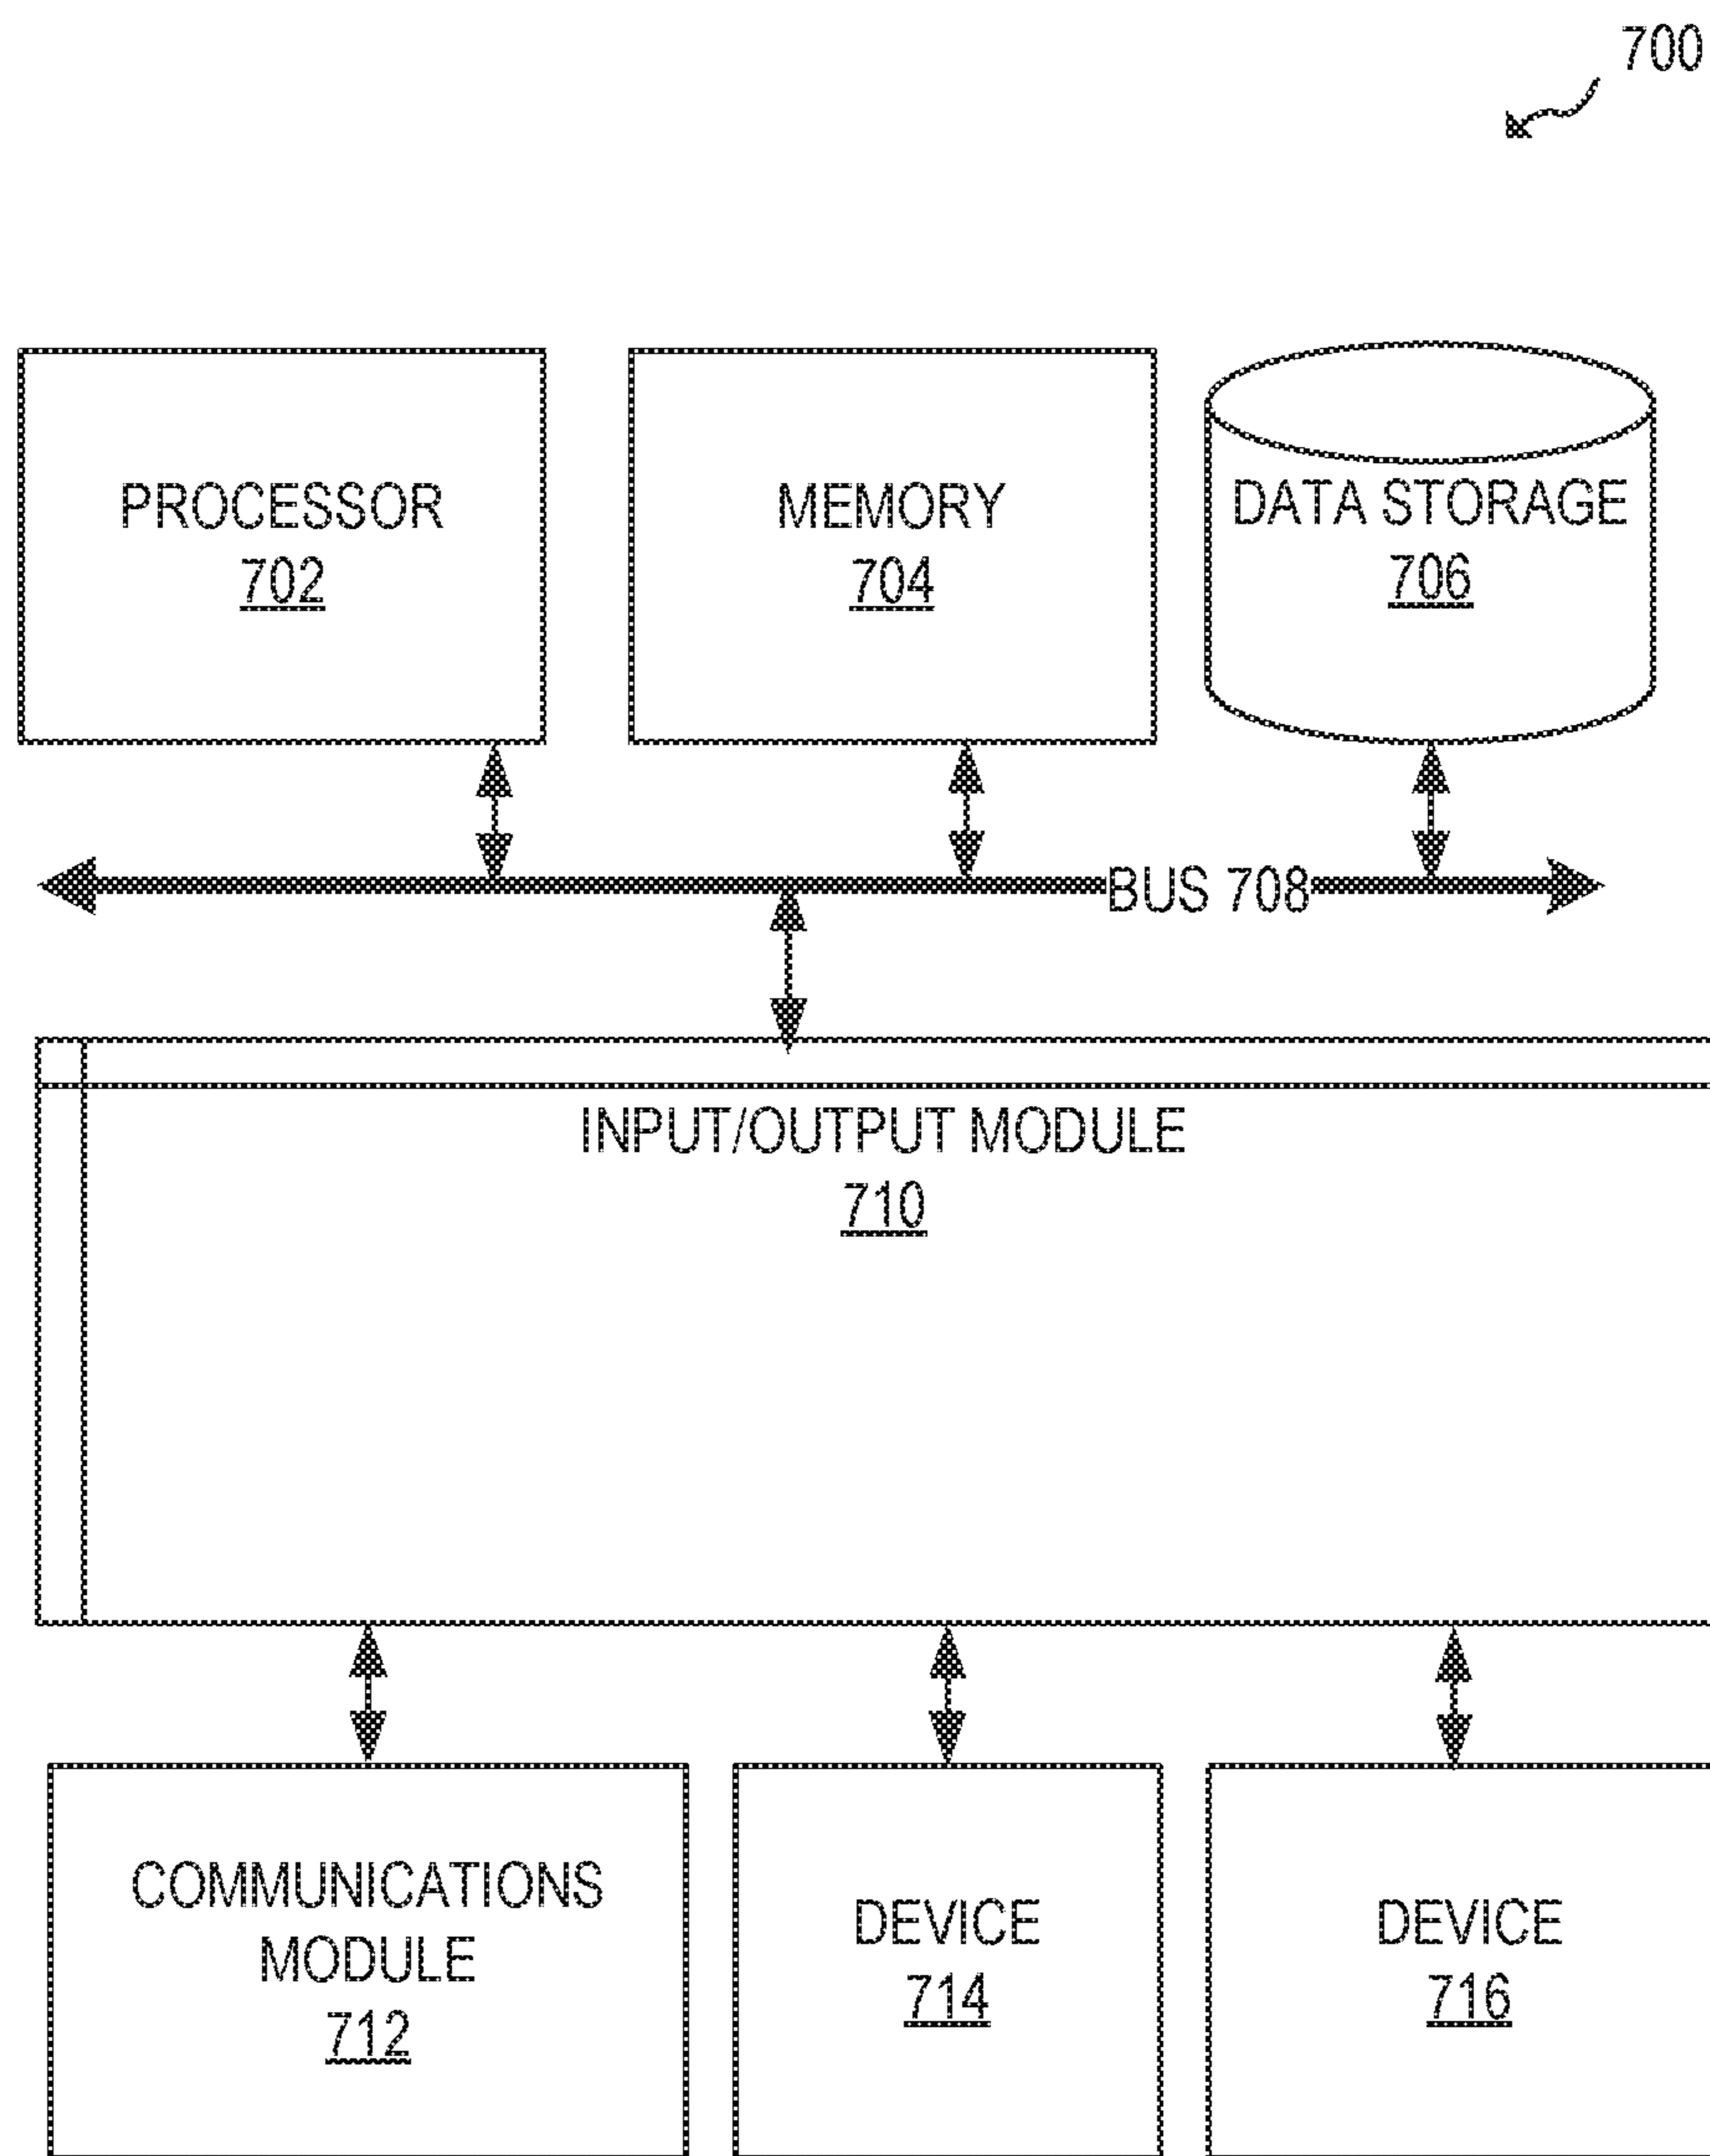 700
PROCESSOR
702
MEMORY
704
DATA STORAGE
706
BUS 708
INPUT/OUTPUT MODULE
710
COMMUNICATIONS
MODULE
712
DEVICE
714
DEVICE
716